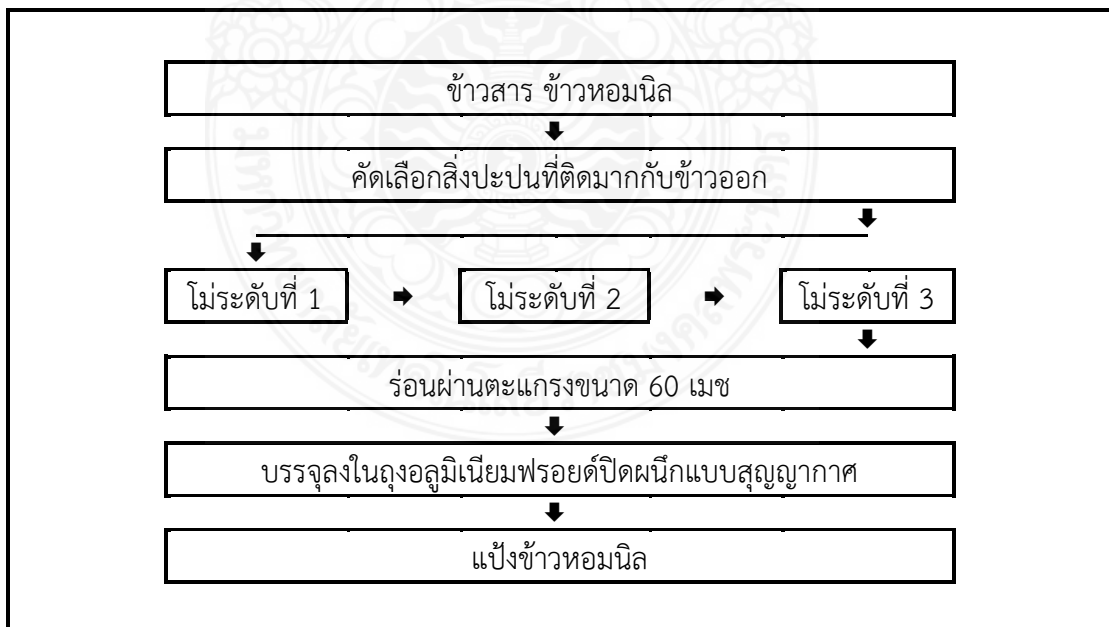 ข้าวสาร ข้าวหอมนิล
คัดเลือกสิ่งปะปนที่ติดมากกับข้าวออก
โม่ระดับที่ 1
โม่ระดับที่ 2
โม่ระดับที่ 3
ร่อนผ่านตะแกรงขนาด 60 เมช
บรรจุลงในถุงอลูมิเนียมฟรอยด์ปิดผนึกแบบสุญญากาศ
แป้งข้าวหอมนิล